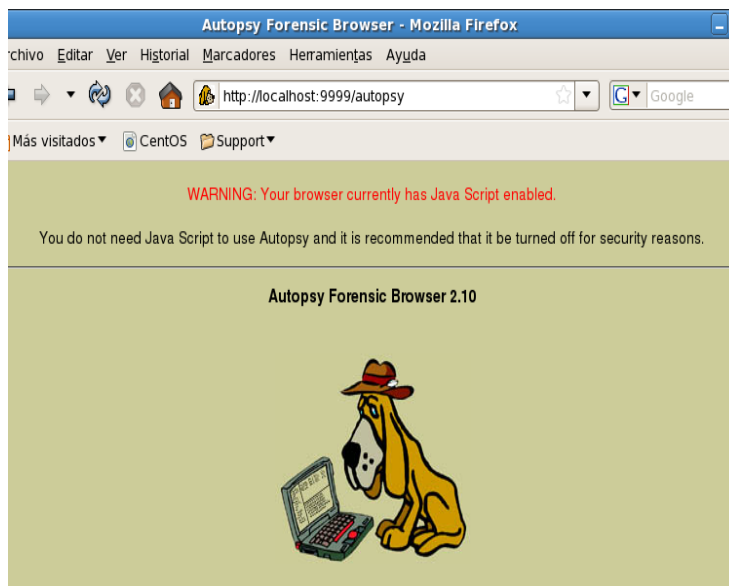 Autopsy Forensic Browser - Mozilla Firefox
rchivo Editar Ver Historial Marcadores Herramientas Ayuda
http://localhost:9999/autopsy G Google
Más visitados CentOS Support
WARNING: Your browser currently has Java Script enabled.
You do not need Java Script to use Autopsy and it is recommended that it be turned off for security reasons.
Autopsy Forensic Browser 2.10